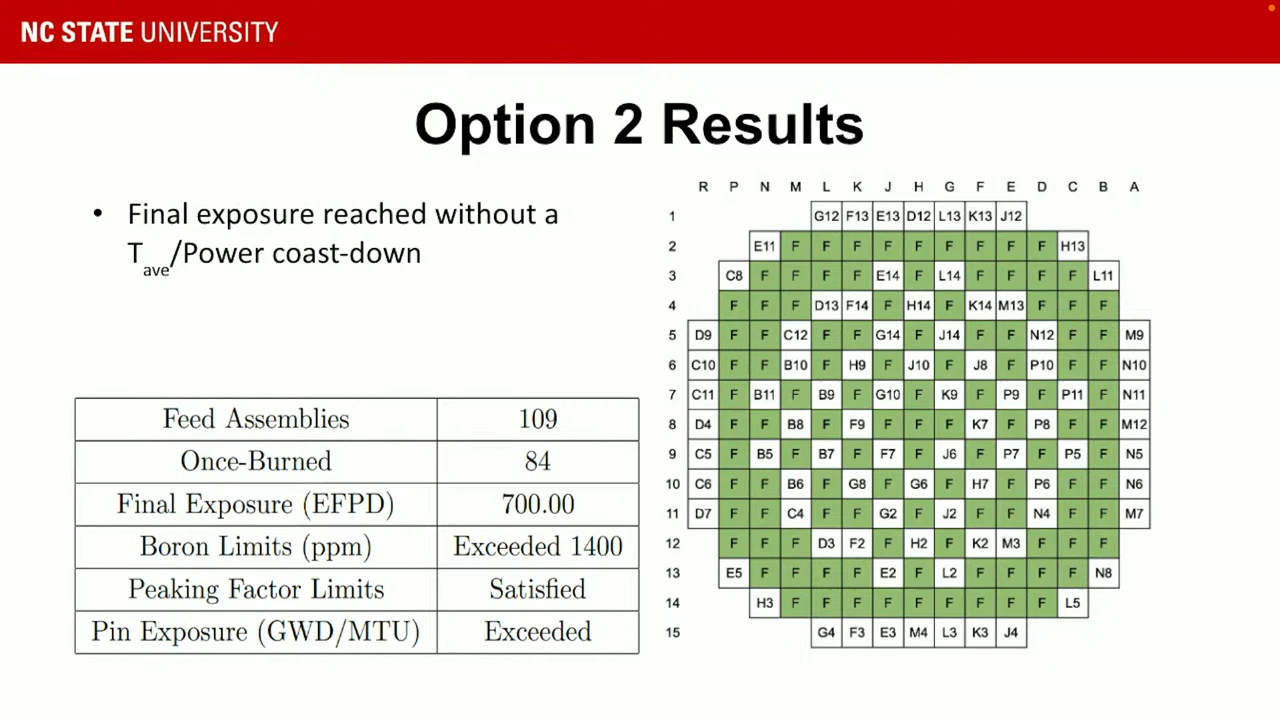 NC STATE UNIVERSITY
Option 2 Results
• Final exposure reached without a
Tave/Power coast-down
Feed Assemblies 109
Once-Burned 84
Final Exposure (EFPD) 700.00
Boron Limits (ppm) Exceeded 1400
Peaking Factor Limits Satisfied
Pin Exposure (GWD/MTU) Exceeded
R P N M L K J H G F E D C B A
1 G12 F13 E13 D12 L13 K13 J12
2 E11 F F F F F F F F F H13
3 C8 F F F F E14 F L14 F F F F L11
4 F F F D13 F14 F H14 F K14 M13 F F F
5 D9 F F C12 F F G14 F J14 F F N12 F F M9
6 C10 F F B10 F H9 F J10 F J8 F P10 F F N10
7 C11 F B11 F B9 F G10 F K9 F P9 F P11 F N11
8 D4 F F B8 F F9 F F F K7 F P8 F F M12
9 C5 F B5 F B7 F F7 F J6 F P7 F P5 F N5
10 C6 F F B6 F G8 F G6 F H7 F P6 F F N6
11 D7 F F C4 F F G2 F J2 F F N4 F F M7
12 F F F D3 F2 F H2 F K2 M3 F F F
13 E5 F F F F E2 F L2 F F F F N8
14 H3 F F F F F F F F F L5
15 G4 F3 E3 M4 L3 K3 J4